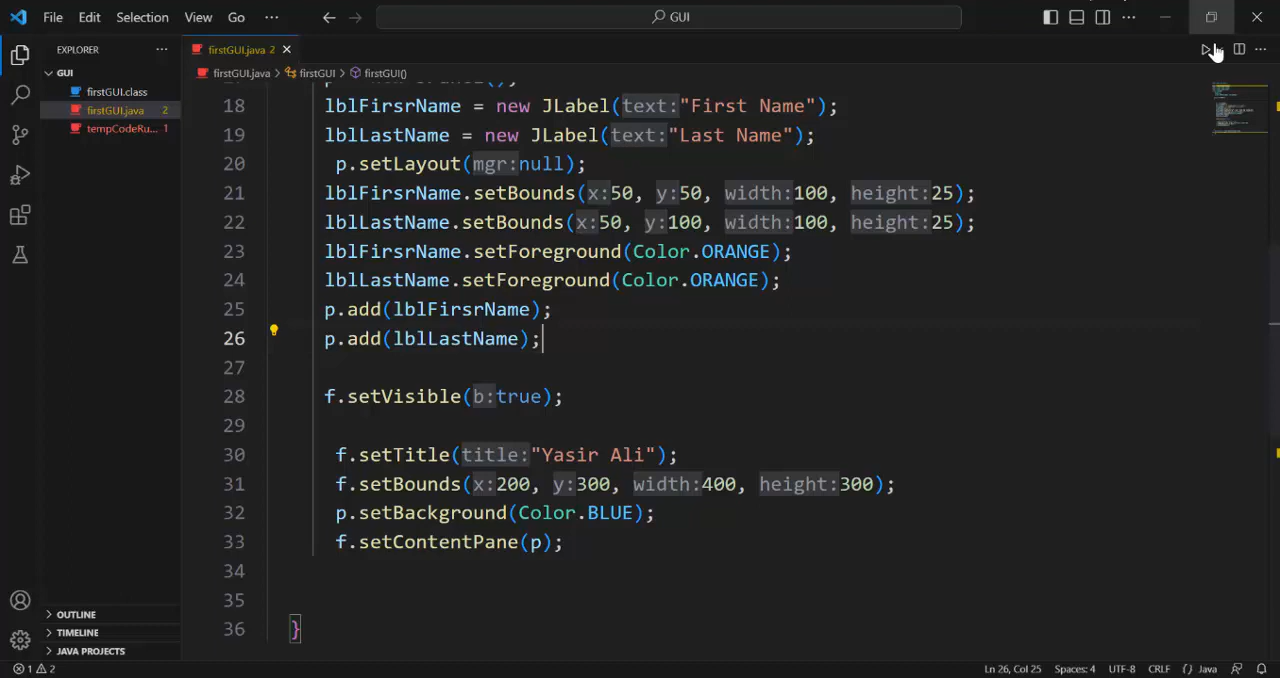 File Edit Selection View Go ··· GUI
EXPLORER ···
firstGUI.java 2
GUI
firstGUI.java > firstGUI > firstGUI()
firstGUI.class
firstGUI.java 2
tempCodeRu... 1
18 lblFirsrName = new JLabel(text:"First Name");
19 lblLastName = new JLabel(text:"Last Name");
20 p.setLayout(mgr:null);
21 lblFirsrName.setBounds(x:50, y:50, width:100, height:25);
22 lblLastName.setBounds(x:50, y:100, width:100, height:25);
23 lblFirsrName.setForeground(Color.ORANGE);
24 lblLastName.setForeground(Color.ORANGE);
25 p.add(lblFirsrName);
26 p.add(lblLastName);
27
28 f.setVisible(b:true);
29
30 f.setTitle(title:"Yasir Ali");
31 f.setBounds(x:200, y:300, width:400, height:300);
32 p.setBackground(Color.BLUE);
33 f.setContentPane(p);
34
35
36 }
OUTLINE
TIMELINE
JAVA PROJECTS
1 2 Ln 26, Col 25 Spaces: 4 UTF-8 CRLF {} Java